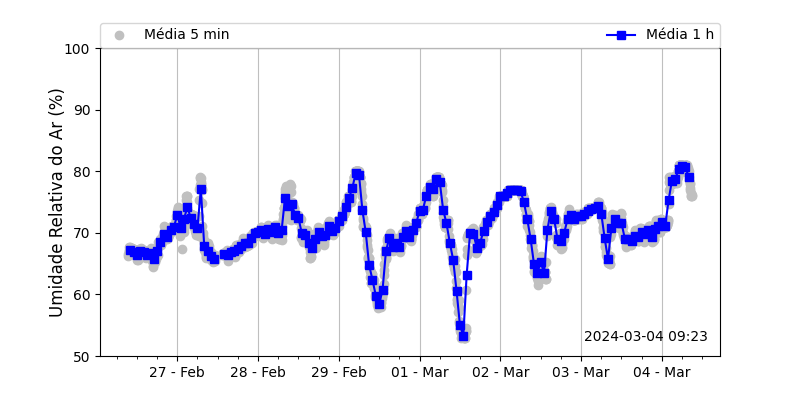 Média 5 min
Média 1 h
100
90
80
70
60
50
Umidade Relativa do Ar (%)
2024-03-04 09:23
27 - Feb
28 - Feb
29 - Feb
01 - Mar
02 - Mar
03 - Mar
04 - Mar